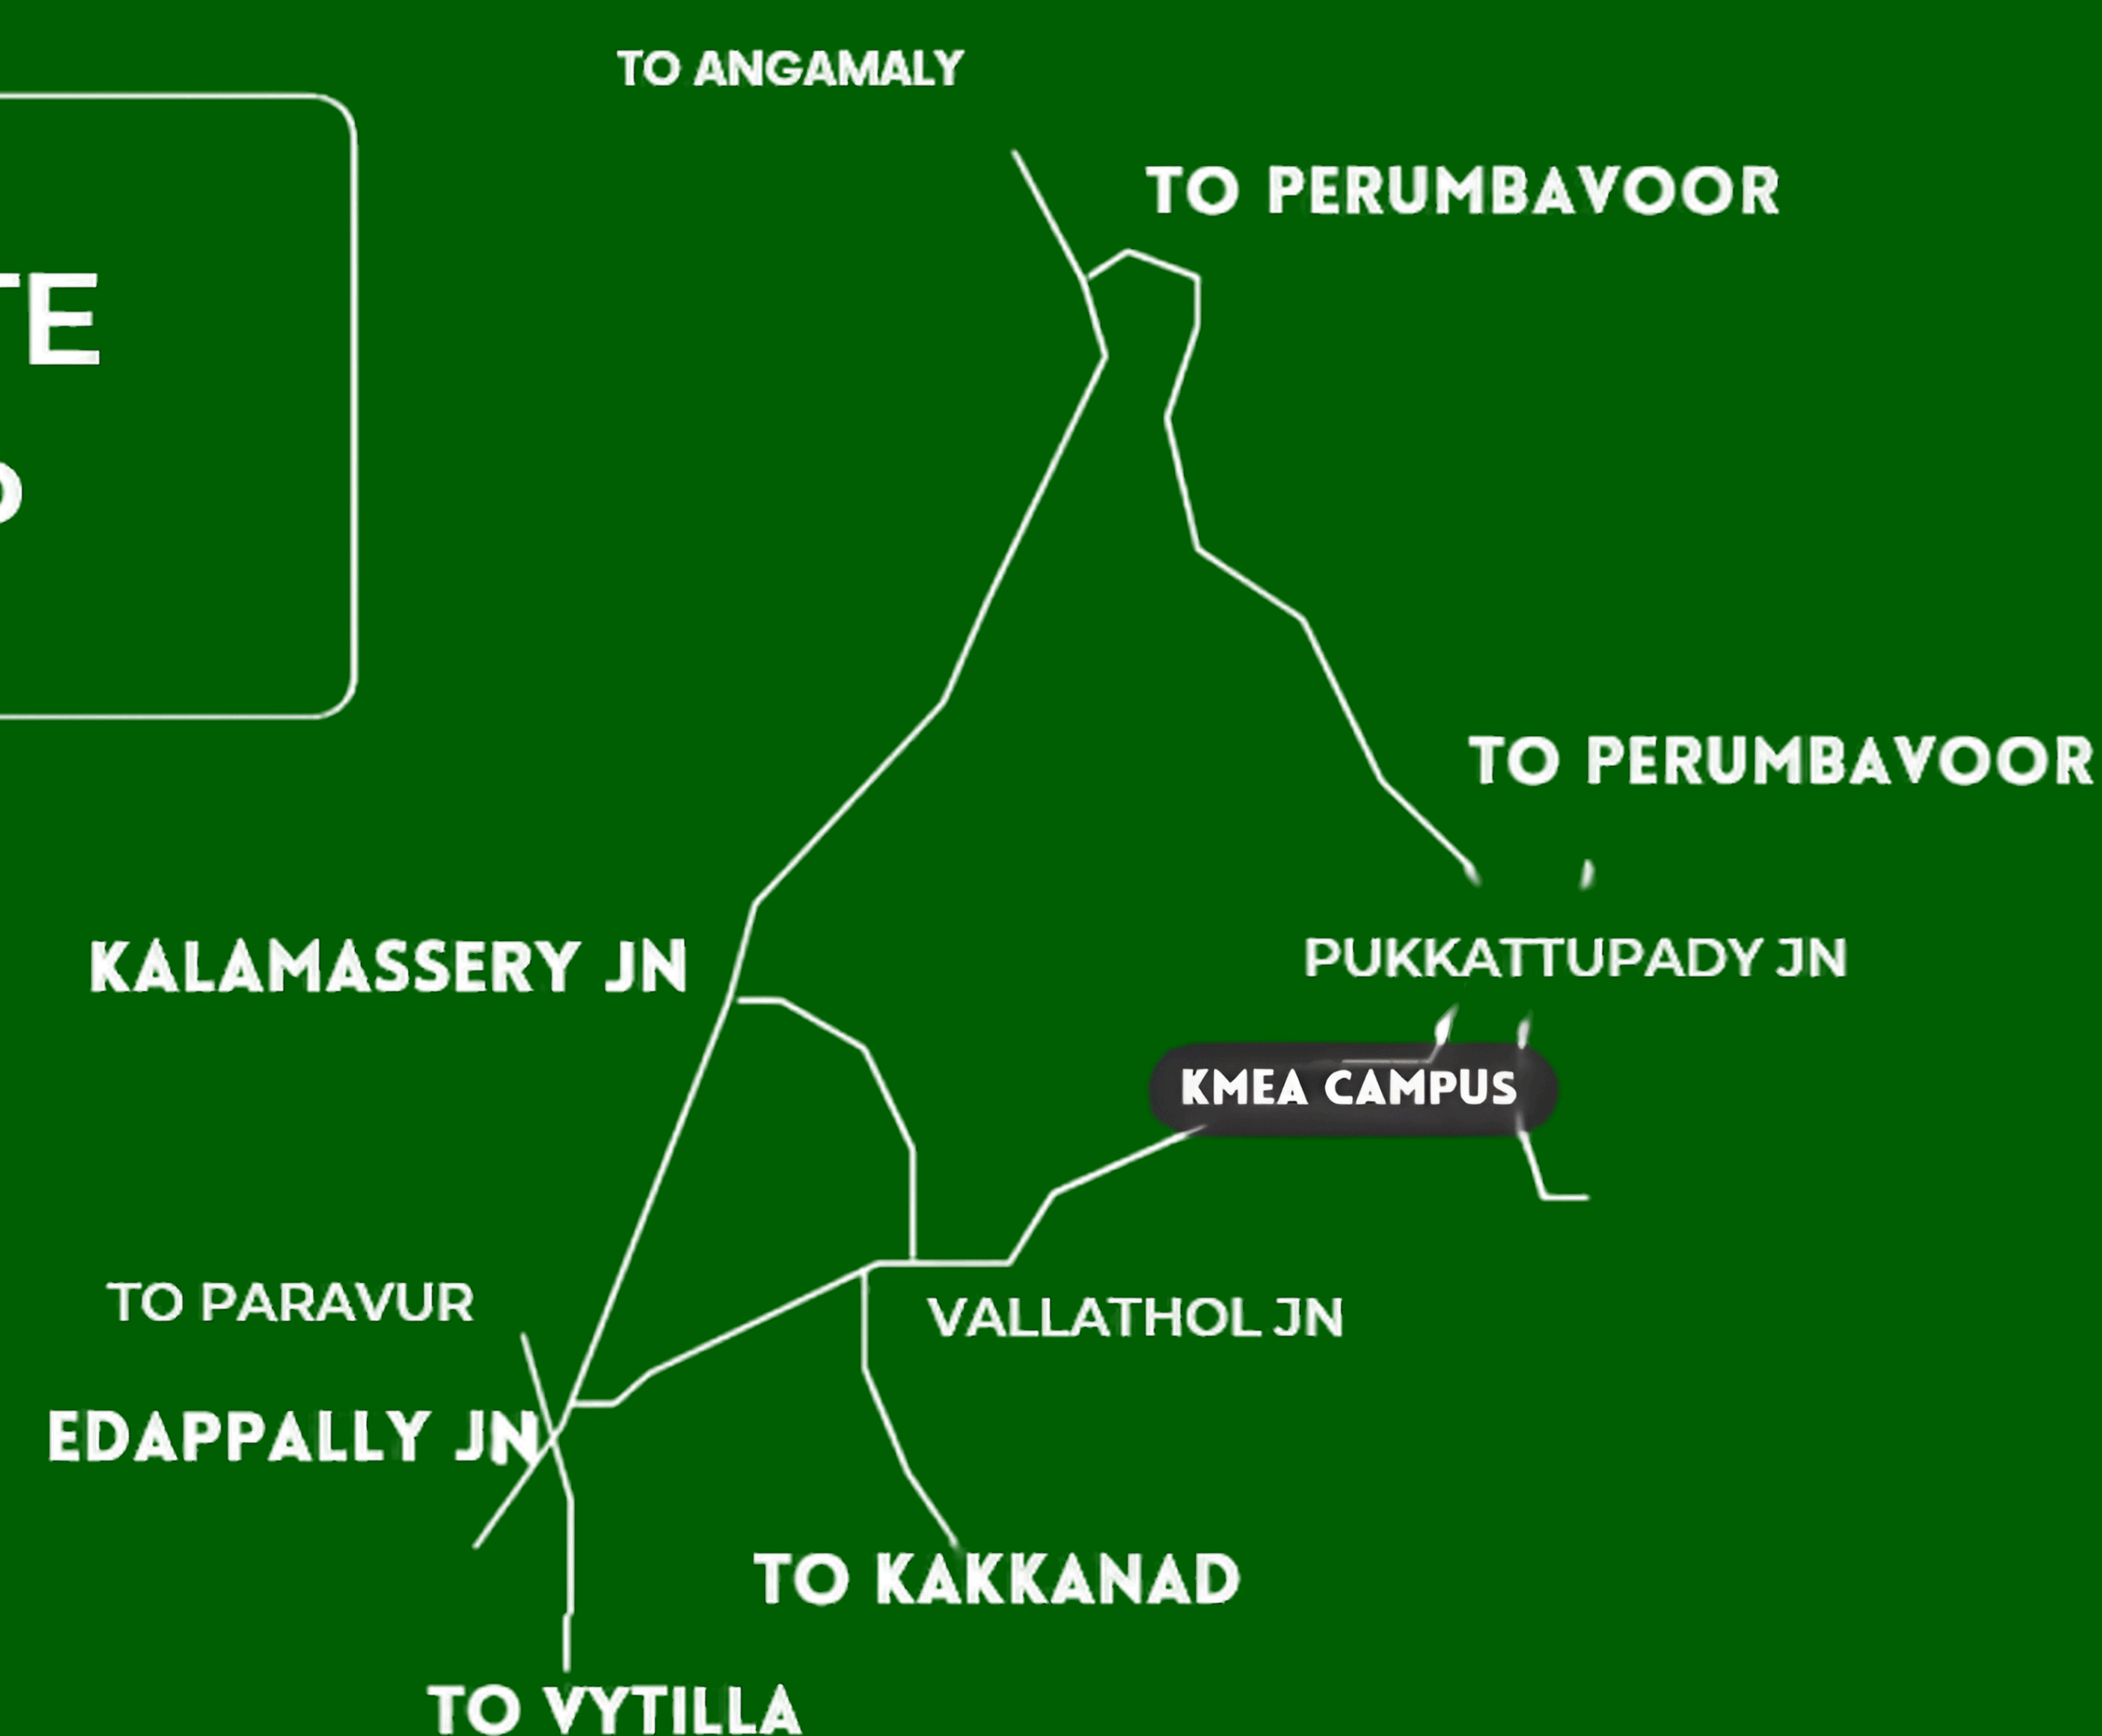 TO ANGAMALY
TO PERUMBAVOOR
TE
TO PERUMBAVOOR
KALAMASSERY JN
PUKKATTUPADY JN
KMEA CAMPUS
TO PARAVUR
VALLATHOL JN
EDAPPALLY JN
TO KAKKANAD
TO VYTILLA